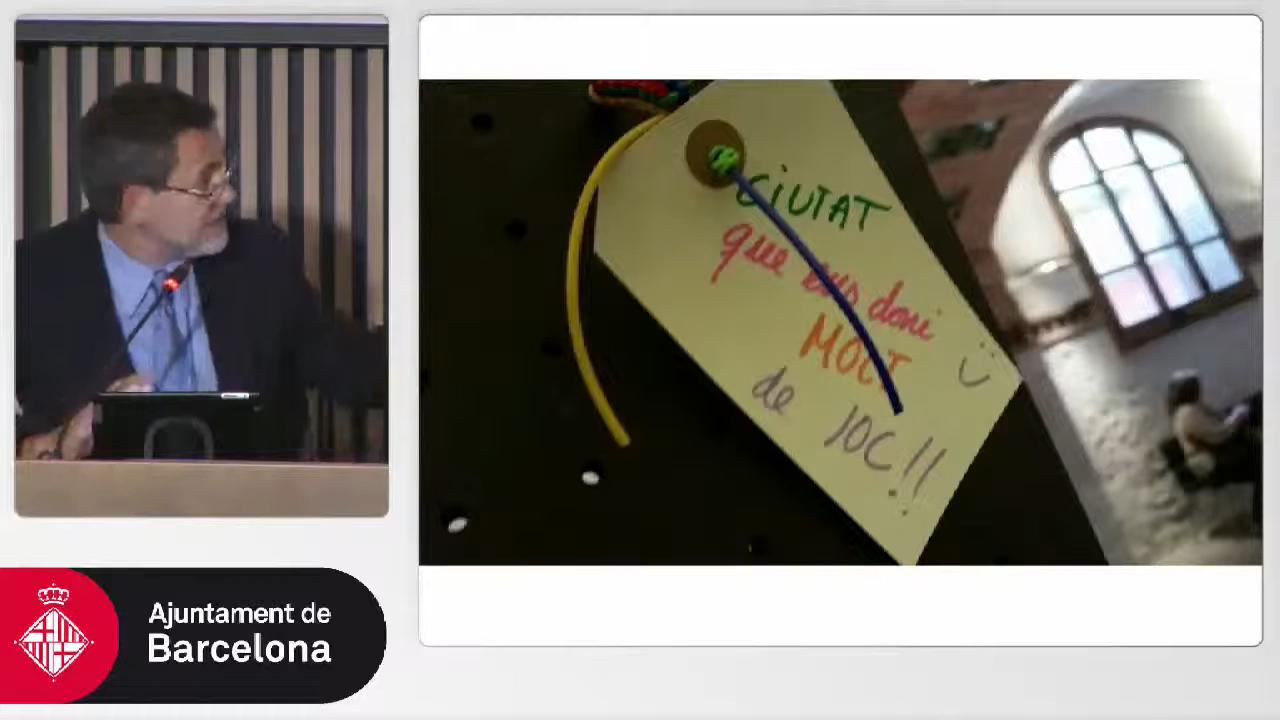 CIUTAT
que ens doni
MOLT
de JOC!!
Ajuntament de
Barcelona